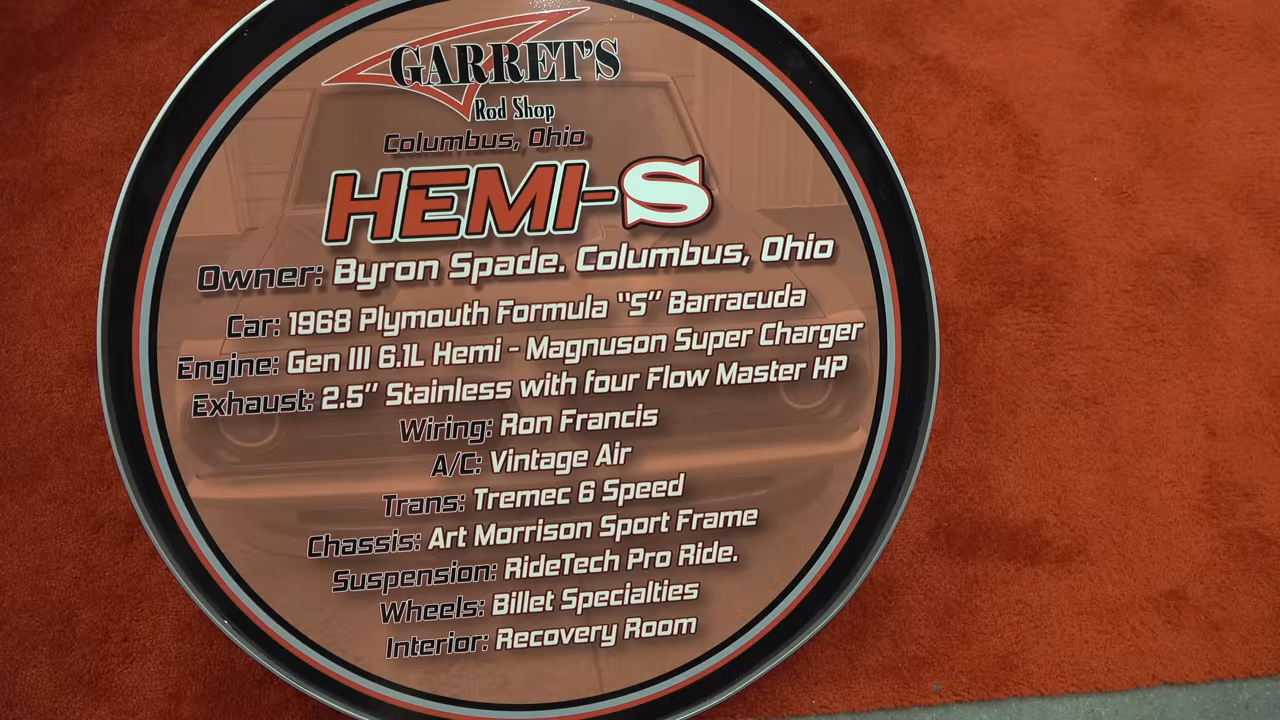 GARRET'S
Rod Shop
Columbus, Ohio
HEMI-S
Owner: Byron Spade. Columbus, Ohio
Car: 1968 Plymouth Formula "S" Barracuda
Engine: Gen III 6.1L Hemi - Magnuson Super Charger
Exhaust: 2.5" Stainless with four Flow Master HP
Wiring: Ron Francis
A/C: Vintage Air
Trans: Tremec 6 Speed
Chassis: Art Morrison Sport Frame
Suspension: RideTech Pro Ride.
Wheels: Billet Specialties
Interior: Recovery Room